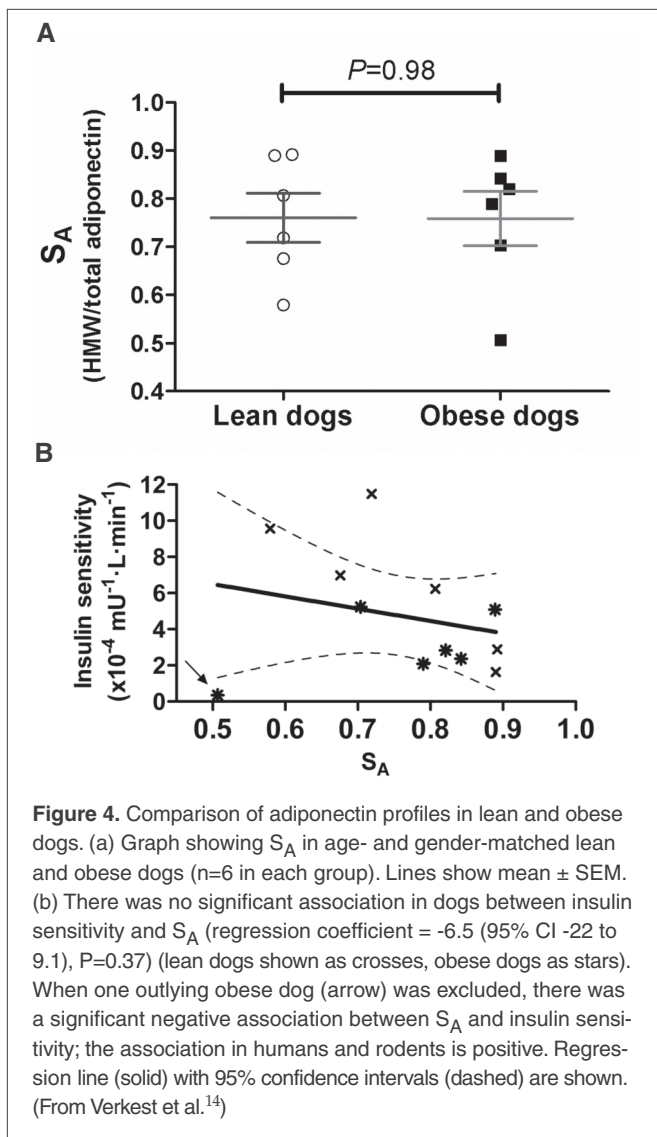 A
P=0.98
1.0
0.9
0.8
0.7
0.6
0.5
0.4
S_A
(HMW/total adiponectin)
Lean dogs
Obese dogs
B
Insulin sensitivity
(x10⁻⁴ mU⁻¹·L·min⁻¹)
12
10
8
6
4
2
0
0.5 0.6 0.7 0.8 0.9 1.0
S_A
Figure 4. Comparison of adiponectin profiles in lean and obese
dogs. (a) Graph showing S_A in age- and gender-matched lean
and obese dogs (n=6 in each group). Lines show mean ± SEM.
(b) There was no significant association in dogs between insulin
sensitivity and S_A (regression coefficient = -6.5 (95% CI -22 to
9.1), P=0.37) (lean dogs shown as crosses, obese dogs as stars).
When one outlying obese dog (arrow) was excluded, there was
a significant negative association between S_A and insulin sensi-
tivity; the association in humans and rodents is positive. Regres-
sion line (solid) with 95% confidence intervals (dashed) are shown.
(From Verkest et al.¹⁴)